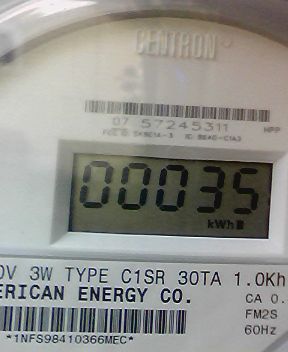 CENTRON
07 57245311 HPP
00035
kWh
0V 3W TYPE C1SR 30TA 1.0Kh
ERICAN ENERGY CO.
CA 0.
FM2S
*1NFS98410366MEC*
60Hz